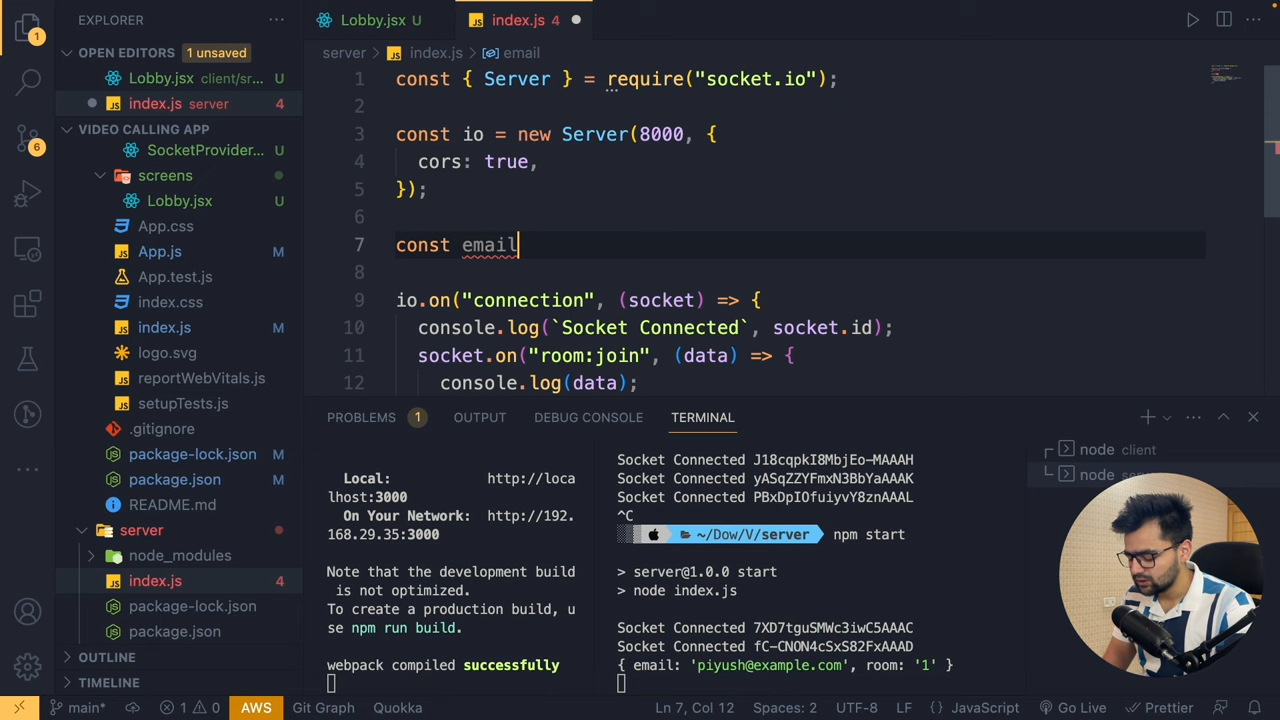 EXPLORER
OPEN EDITORS 1 unsaved
Lobby.jsx client/sr... U
index.js server 4
VIDEO CALLING APP
SocketProvider... U
screens
Lobby.jsx U
App.css
App.js M
App.test.js
index.css
index.js M
logo.svg
reportWebVitals.js
setupTests.js
.gitignore
package-lock.json M
package.json M
README.md
server
node_modules
index.js 4
package-lock.json
package.json
OUTLINE
TIMELINE
1
6
Lobby.jsx U
index.js 4
server > index.js > email
1 const { Server } = require("socket.io");
2
3 const io = new Server(8000, {
4 cors: true,
5 });
6
7 const email
8
9 io.on("connection", (socket) => {
10 console.log(`Socket Connected`, socket.id);
11 socket.on("room:join", (data) => {
12 console.log(data);
PROBLEMS 1 OUTPUT DEBUG CONSOLE TERMINAL
Local: http://loca
lhost:3000
On Your Network: http://192.
168.29.35:3000
Note that the development build
is not optimized.
To create a production build, u
se npm run build.
webpack compiled successfully
Socket Connected J18cqpkI8MbjEo-MAAAH
Socket Connected yASqZZYFmxN3BbYaAAAK
Socket Connected PBxDpIOfuiyvY8znAAAL
^C
~/Dow/V/server npm start
> server@1.0.0 start
> node index.js
Socket Connected 7XD7tguSMWc3iwC5AAAC
Socket Connected fC-CNON4cSxS82FxAAAD
{ email: 'piyush@example.com', room: '1' }
node client
node ser
main* 1 0 AWS Git Graph Quokka Ln 7, Col 12 Spaces: 2 UTF-8 LF {} JavaScript Go Live Prettier